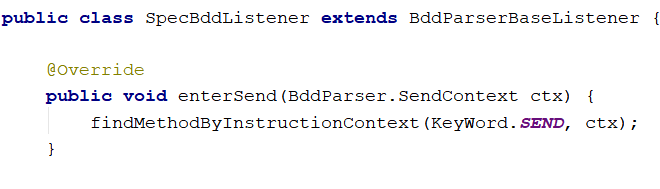 public class SpecBddListener extends BddParserBaseListener {
@Override
public void enterSend(BddParser.SendContext ctx) {
findMethodByInstructionContext(KeyWord.SEND, ctx);
}